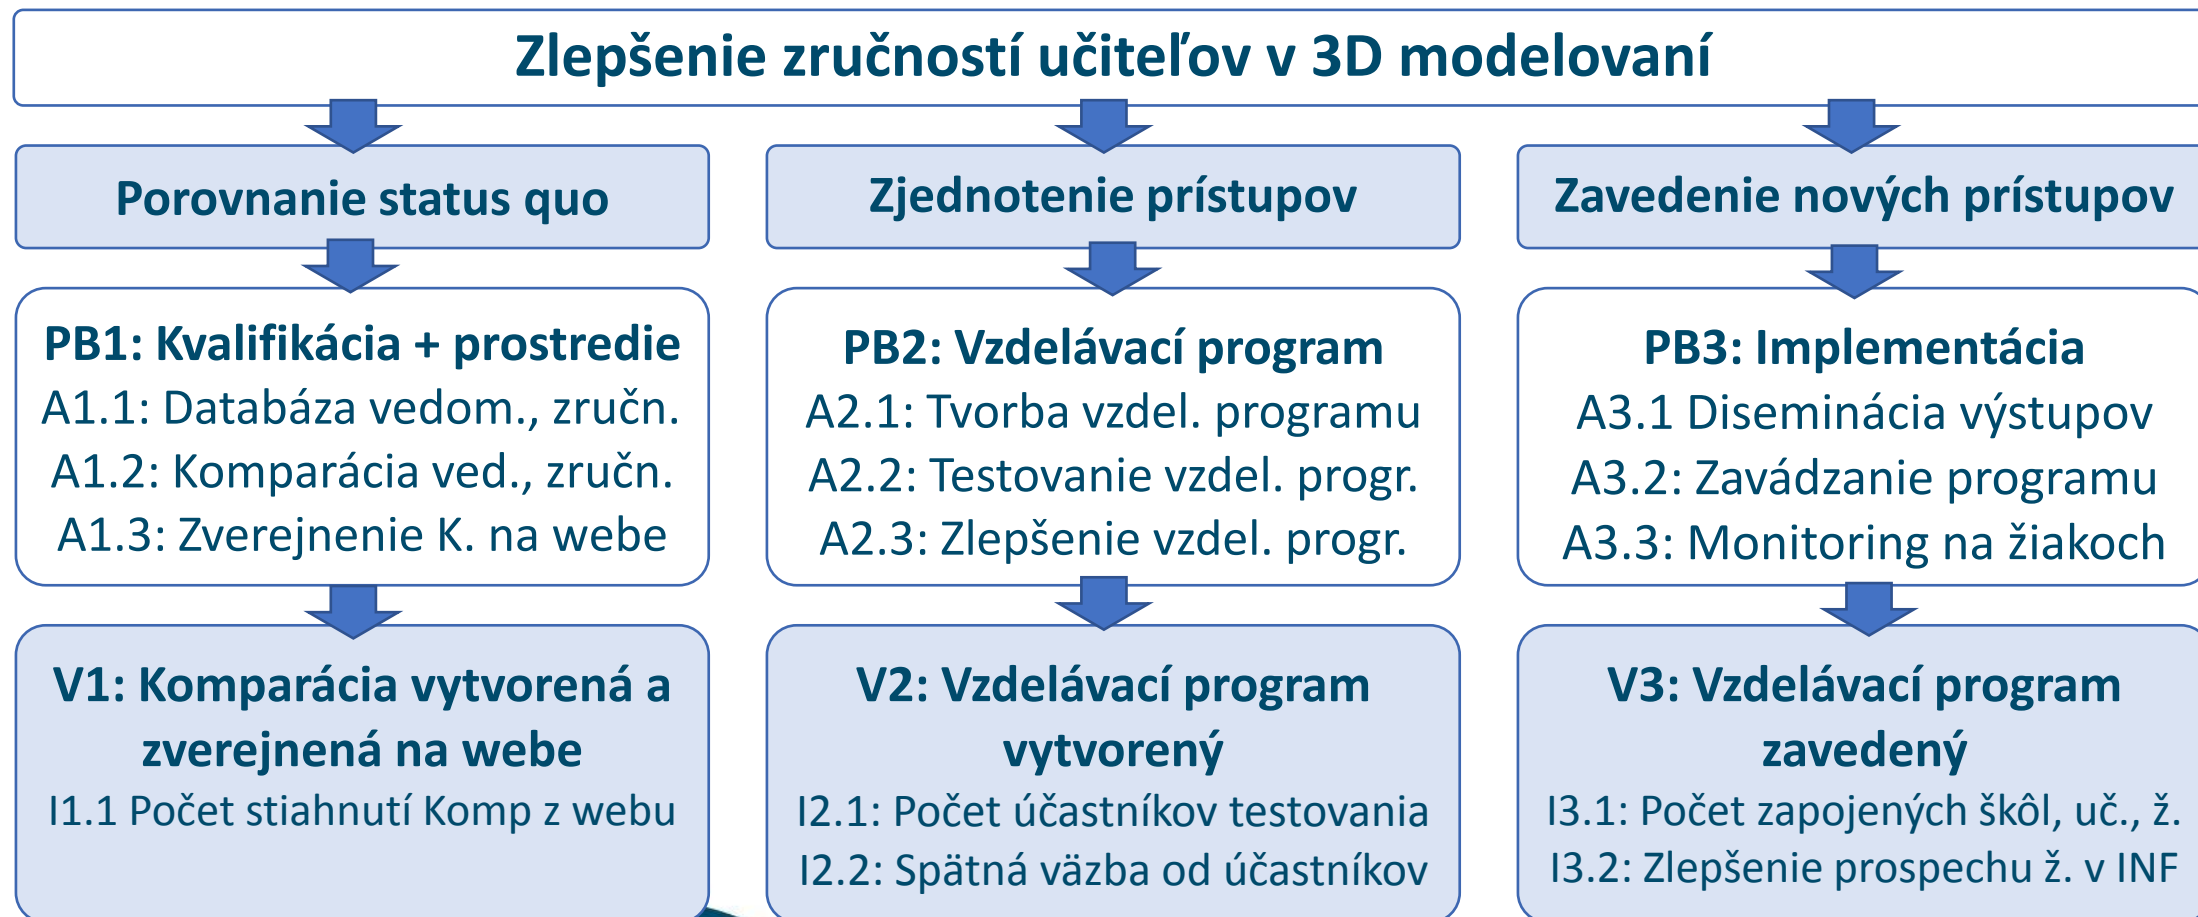 Zlepšenie zručností učiteľov v 3D modelovaní
Porovnanie status quo
Zjednotenie prístupov
Zavedenie nových prístupov
PB1: Kvalifikácia + prostredie
A1.1: Databáza vedom., zručn.
A1.2: Komparácia ved., zručn.
A1.3: Zverejnenie K. na webe
PB2: Vzdelávací program
A2.1: Tvorba vzdel. programu
A2.2: Testovanie vzdel. progr.
A2.3: Zlepšenie vzdel. progr.
PB3: Implementácia
A3.1 Diseminácia výstupov
A3.2: Zavádzanie programu
A3.3: Monitoring na žiakoch
V1: Komparácia vytvorená a
zverejnená na webe
I1.1 Počet stiahnutí Komp z webu
V2: Vzdelávací program
vytvorený
I2.1: Počet účastníkov testovania
I2.2: Spätná väzba od účastníkov
V3: Vzdelávací program
zavedený
I3.1: Počet zapojených škôl, uč., ž.
I3.2: Zlepšenie prospechu ž. v INF